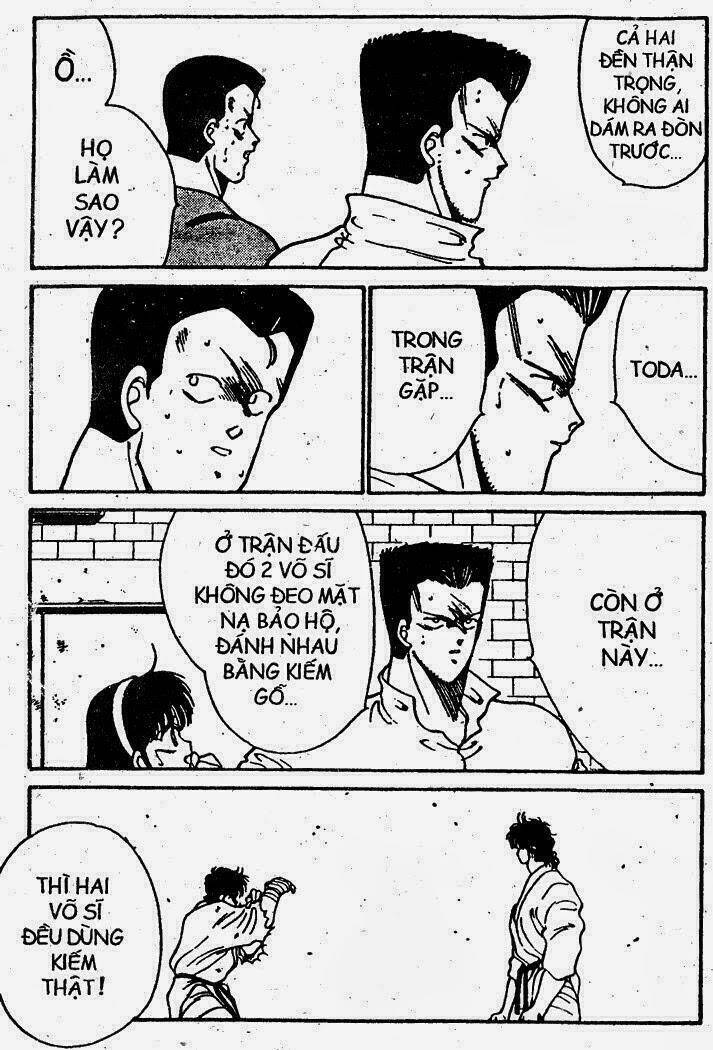 Ồ...
HỌ
LÀM
SAO
VẬY?
CẢ HAI
ĐỀN THẬN
TRỌNG,
KHÔNG AI
DÁM RA ĐÒN
TRƯỚC...
TRONG
TRẬN
GẶP...
TODA...
Ở TRẬN ĐẤU
ĐÓ 2 VÕ SĨ
KHÔNG ĐEO MẶT
NẠ BẢO HỘ,
ĐÁNH NHAU
BẰNG KIẾM
GỖ...
CÒN Ở
TRẬN
NÀY...
THÌ HAI
VÕ SĨ
ĐỀU DÙNG
KIẾM
THẬT!